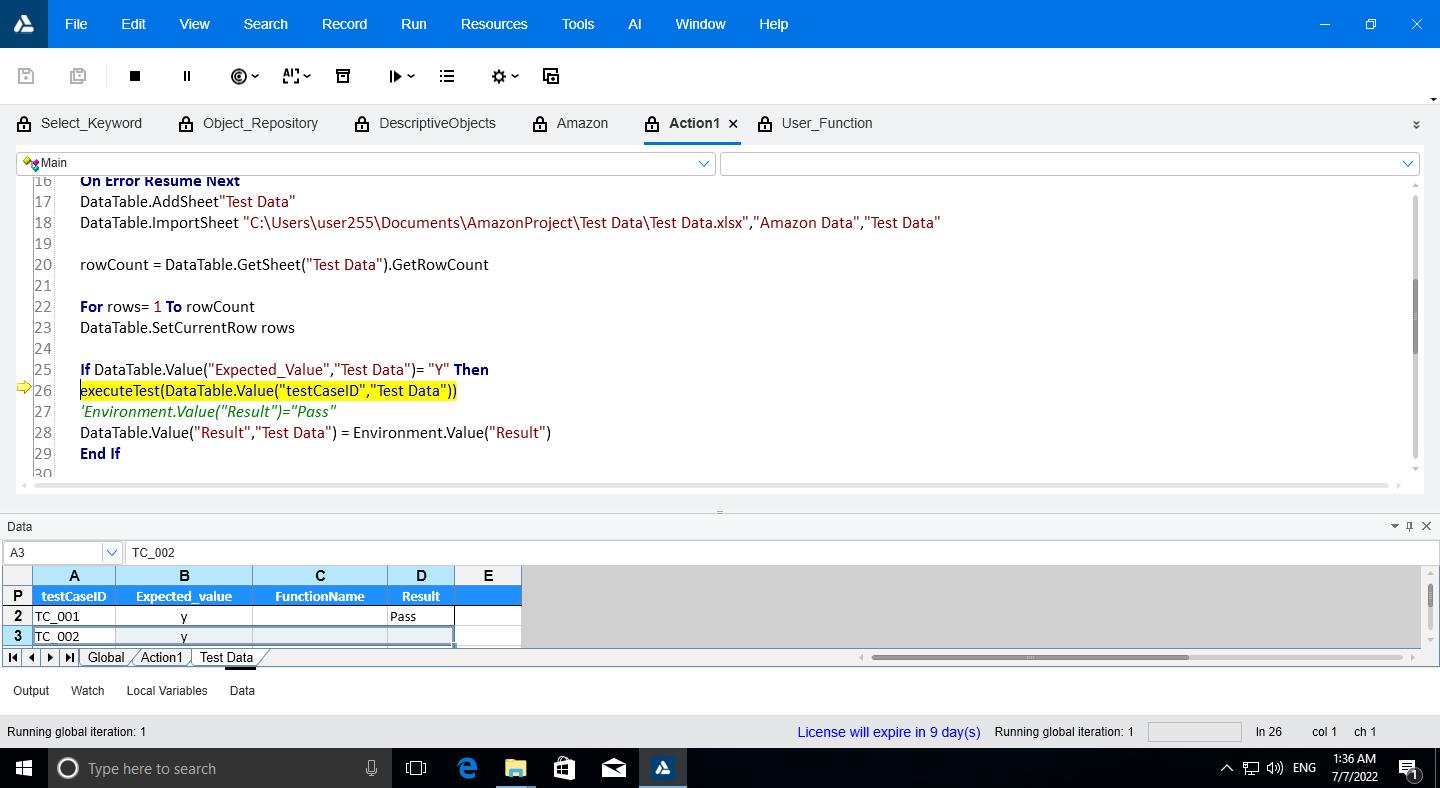 File Edit View Search Record Run Resources Tools AI Window Help
AI
Select_Keyword Object_Repository DescriptiveObjects Amazon Action1 User_Function
Main
16 On Error Resume Next
17 DataTable.AddSheet"Test Data"
18 DataTable.ImportSheet "C:\Users\user255\Documents\AmazonProject\Test Data\Test Data.xlsx","Amazon Data","Test Data"
19
20 rowCount = DataTable.GetSheet("Test Data").GetRowCount
21
22 For rows= 1 To rowCount
23 DataTable.SetCurrentRow rows
24
25 If DataTable.Value("Expected_Value","Test Data")= "Y" Then
26 executeTest(DataTable.Value("testCaseID","Test Data"))
27 'Environment.Value("Result")="Pass"
28 DataTable.Value("Result","Test Data") = Environment.Value("Result")
29 End If
30
Data
A3 TC_002
A B C D E
P testCaseID Expected_value FunctionName Result
2 TC_001 y Pass
3 TC_002 y
Global Action1 Test Data
Output Watch Local Variables Data
Running global iteration: 1 License will expire in 9 day(s) Running global iteration: 1 ln 26 col 1 ch 1
Type here to search ENG 1:36 AM
7/7/2022 1